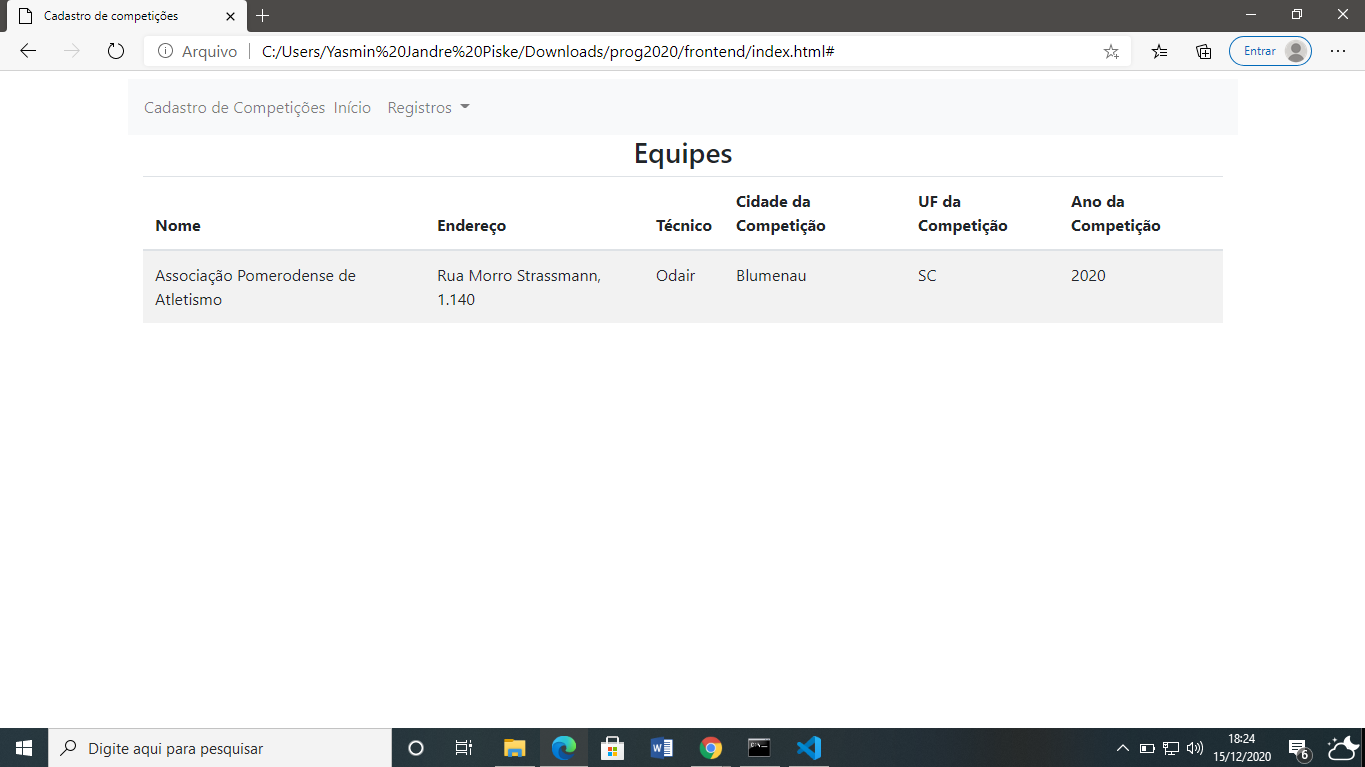 Cadastro de competições
Arquivo C:/Users/Yasmin%20Jandre%20Piske/Downloads/prog2020/frontend/index.html#
Entrar
Cadastro de Competições Início Registros
Equipes
Nome Endereço Técnico Cidade da Competição UF da Competição Ano da Competição
Associação Pomerodense de Atletismo Rua Morro Strassmann, 1.140 Odair Blumenau SC 2020
Digite aqui para pesquisar
18:24
15/12/2020
6